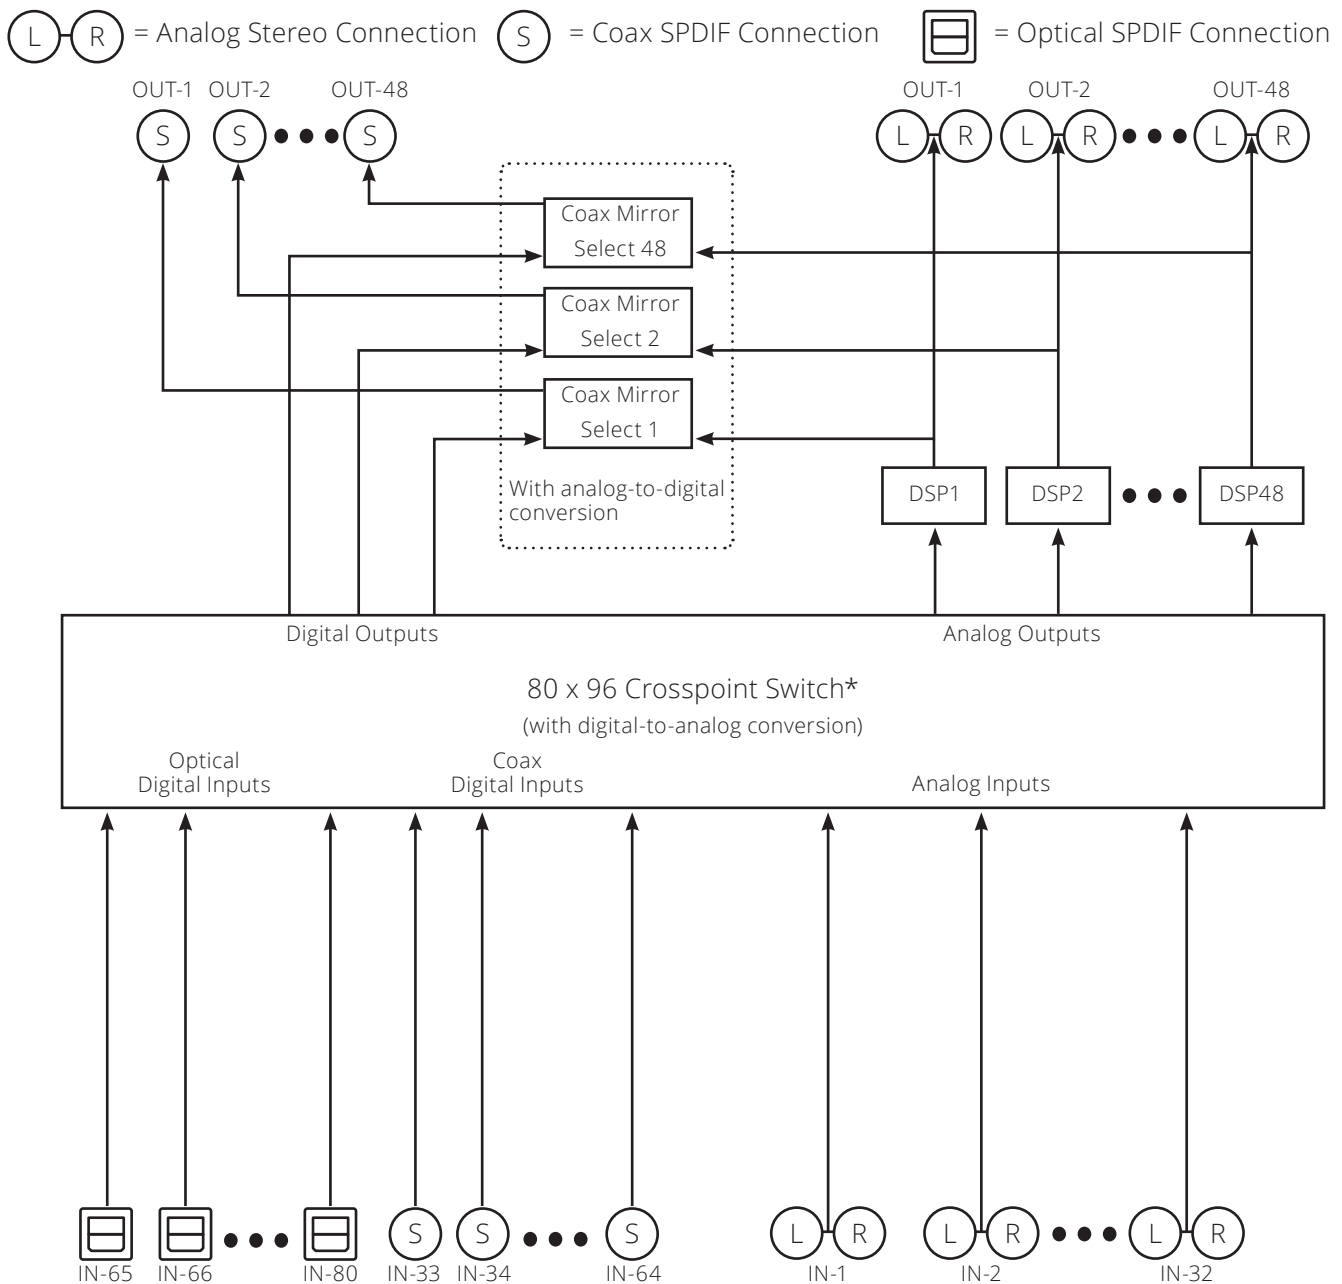 L R = Analog Stereo Connection S = Coax SPDIF Connection = Optical SPDIF Connection
OUT-1 OUT-2 OUT-48 OUT-1 OUT-2 OUT-48
S S S L R L R L R
Coax Mirror
Select 48
Coax Mirror
Select 2
Coax Mirror
Select 1
With analog-to-digital
conversion
DSP1 DSP2 DSP48
Digital Outputs Analog Outputs
80 x 96 Crosspoint Switch*
(with digital-to-analog conversion)
Optical
Digital Inputs
Coax
Digital Inputs
Analog Inputs
S S S L R L R L R
IN-65 IN-66 IN-80 IN-33 IN-34 IN-64 IN-1 IN-2 IN-32